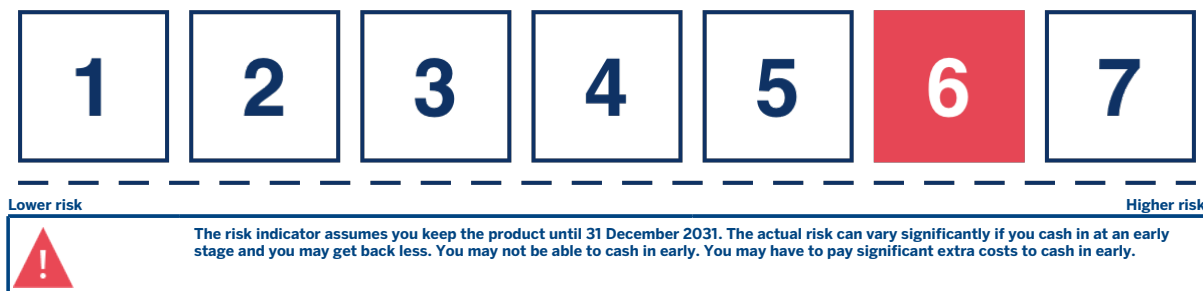 1 2 3 4 5 6 7
Lower risk Higher risk
! The risk indicator assumes you keep the product until 31 December 2031. The actual risk can vary significantly if you cash in at an early
stage and you may get back less. You may not be able to cash in early. You may have to pay significant extra costs to cash in early.